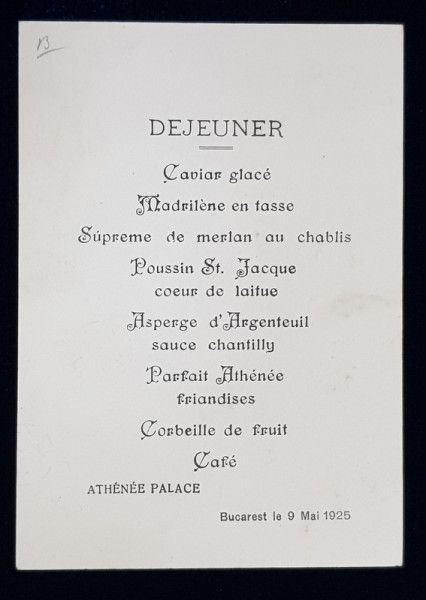 B
DEJEUNER
Caviar glacé
Madrilène en tasse
Súpreme de merlan au chablis
Poussin St. Jacque
coeur de laitue
Asperge d'Argenteuil
sauce chantilly
Parfait Athénée
friandises
Corbeille de fruit
Café
ATHÉNÉE PALACE
Bucarest le 9 Mai 1925